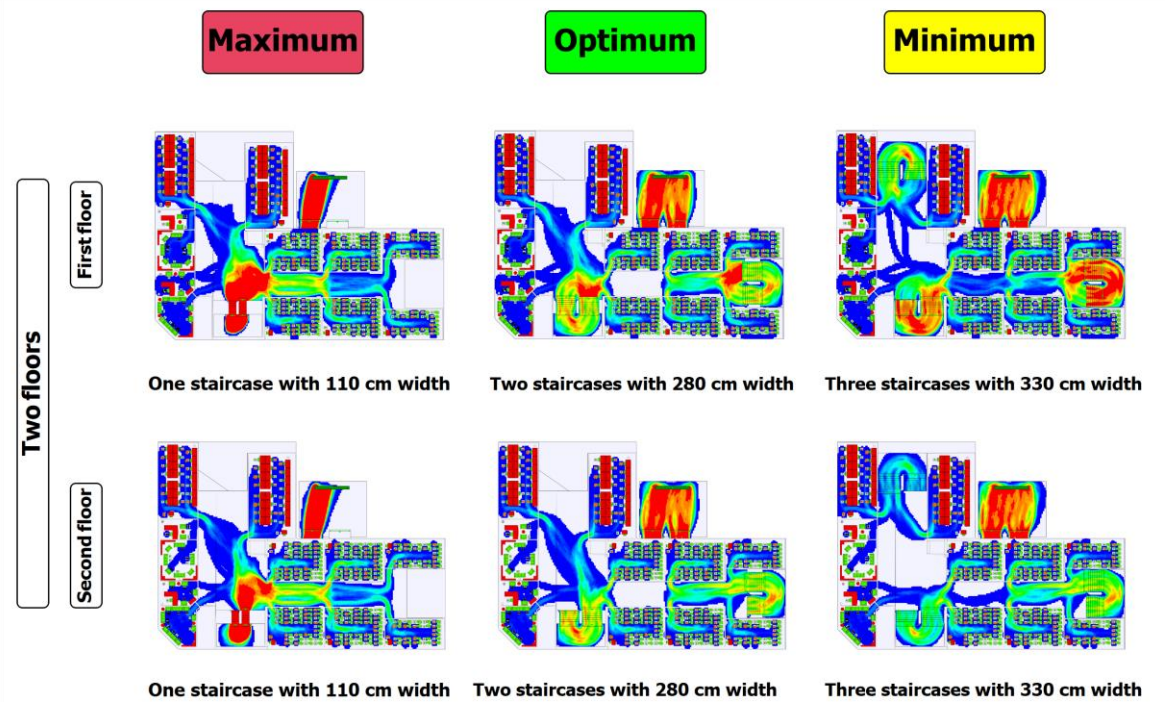 Maximum
Optimum
Minimum
Two floors
First floor
One staircase with 110 cm width
Two staircases with 280 cm width
Three staircases with 330 cm width
Second floor
One staircase with 110 cm width
Two staircases with 280 cm width
Three staircases with 330 cm width